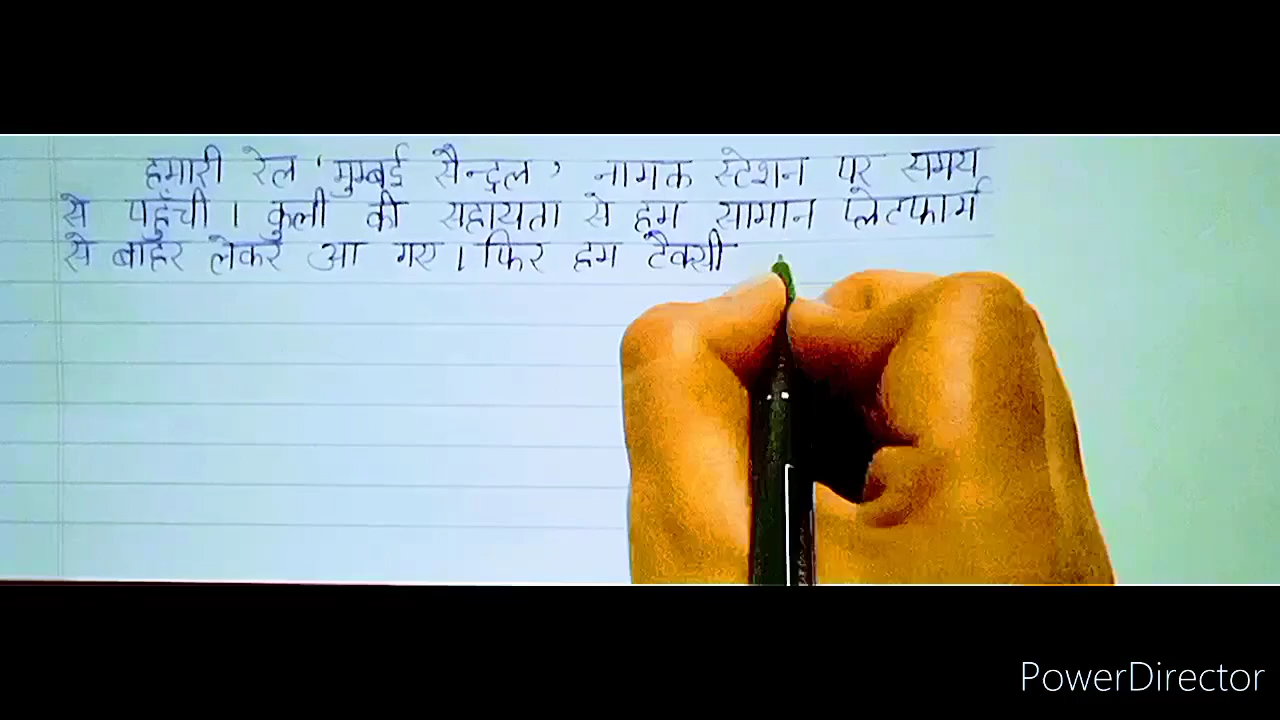 हमारी रेल 'मुम्बई सैन्ट्रल' नामक स्टेशन पर समय
से पहुँची । कुली की सहायता से हम सामान प्लेटफार्म
से बाहर लेकर आ गए । फिर हम टैक्सी
PowerDirector